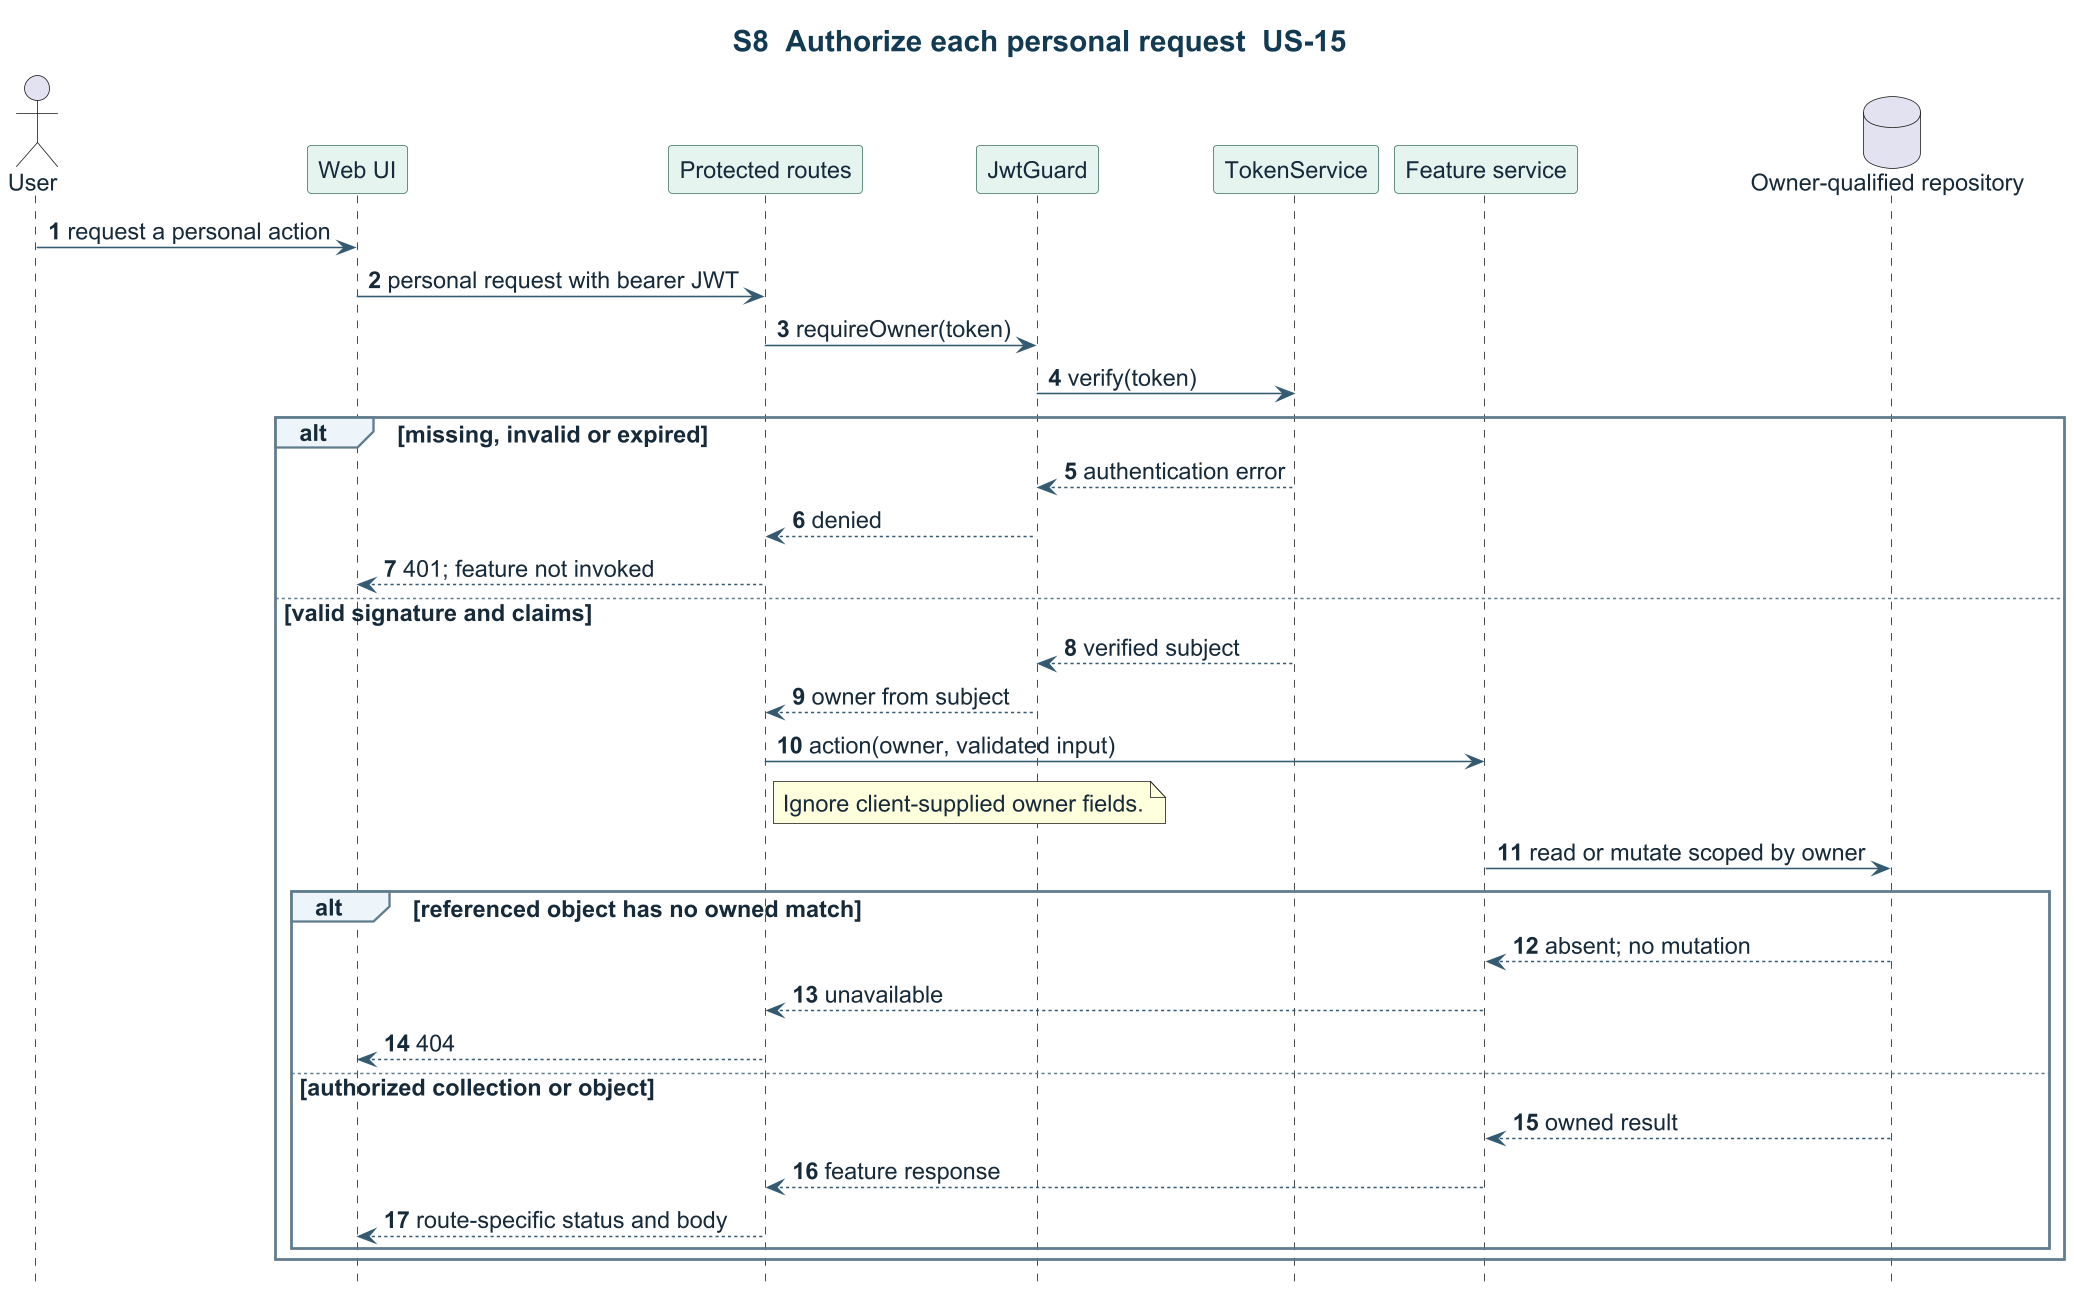 S8 Authorize each personal request US-15
User
Web UI
Protected routes
JwtGuard
TokenService
Feature service
Owner-qualified repository
1 request a personal action
2 personal request with bearer JWT
3 requireOwner(token)
4 verify(token)
alt [missing, invalid or expired]
5 authentication error
6 denied
7 401; feature not invoked
[valid signature and claims]
8 verified subject
9 owner from subject
10 action(owner, validated input)
Ignore client-supplied owner fields.
11 read or mutate scoped by owner
alt [referenced object has no owned match]
12 absent; no mutation
13 unavailable
14 404
[authorized collection or object]
15 owned result
16 feature response
17 route-specific status and body